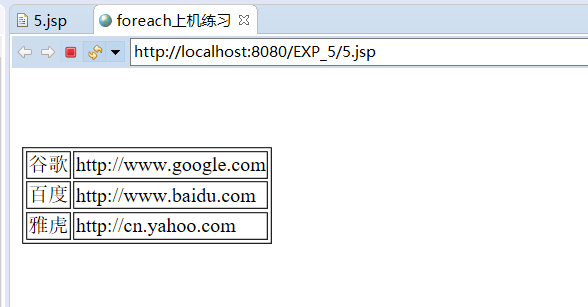 5.jsp foreach上机练习
http://localhost:8080/EXP_5/5.jsp
谷歌 http://www.google.com
百度 http://www.baidu.com
雅虎 http://cn.yahoo.com